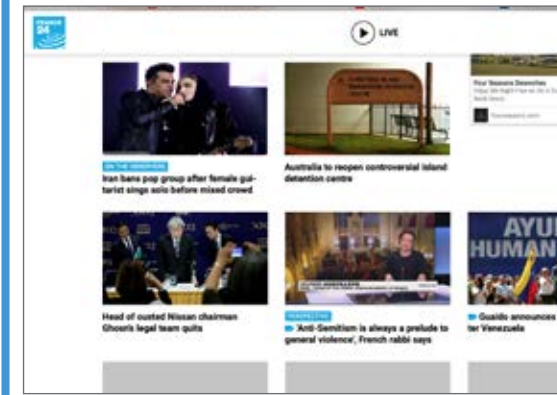 FRANCE
24
LIVE
Four Seasons Seawashes
ON THE OBSERVERS
Iran bans pop group after female gui-
tarist sings solo before mixed crowd
Australia to reopen controversial island
detention centre
Head of ousted Nissan chairman
Ghosn's legal team quits
PERSPECTIVE
'Anti-Semitism is always a prelude to
general violence', French rabbi says
AYU
HUMAN
Guaido announces
ter Venezuela